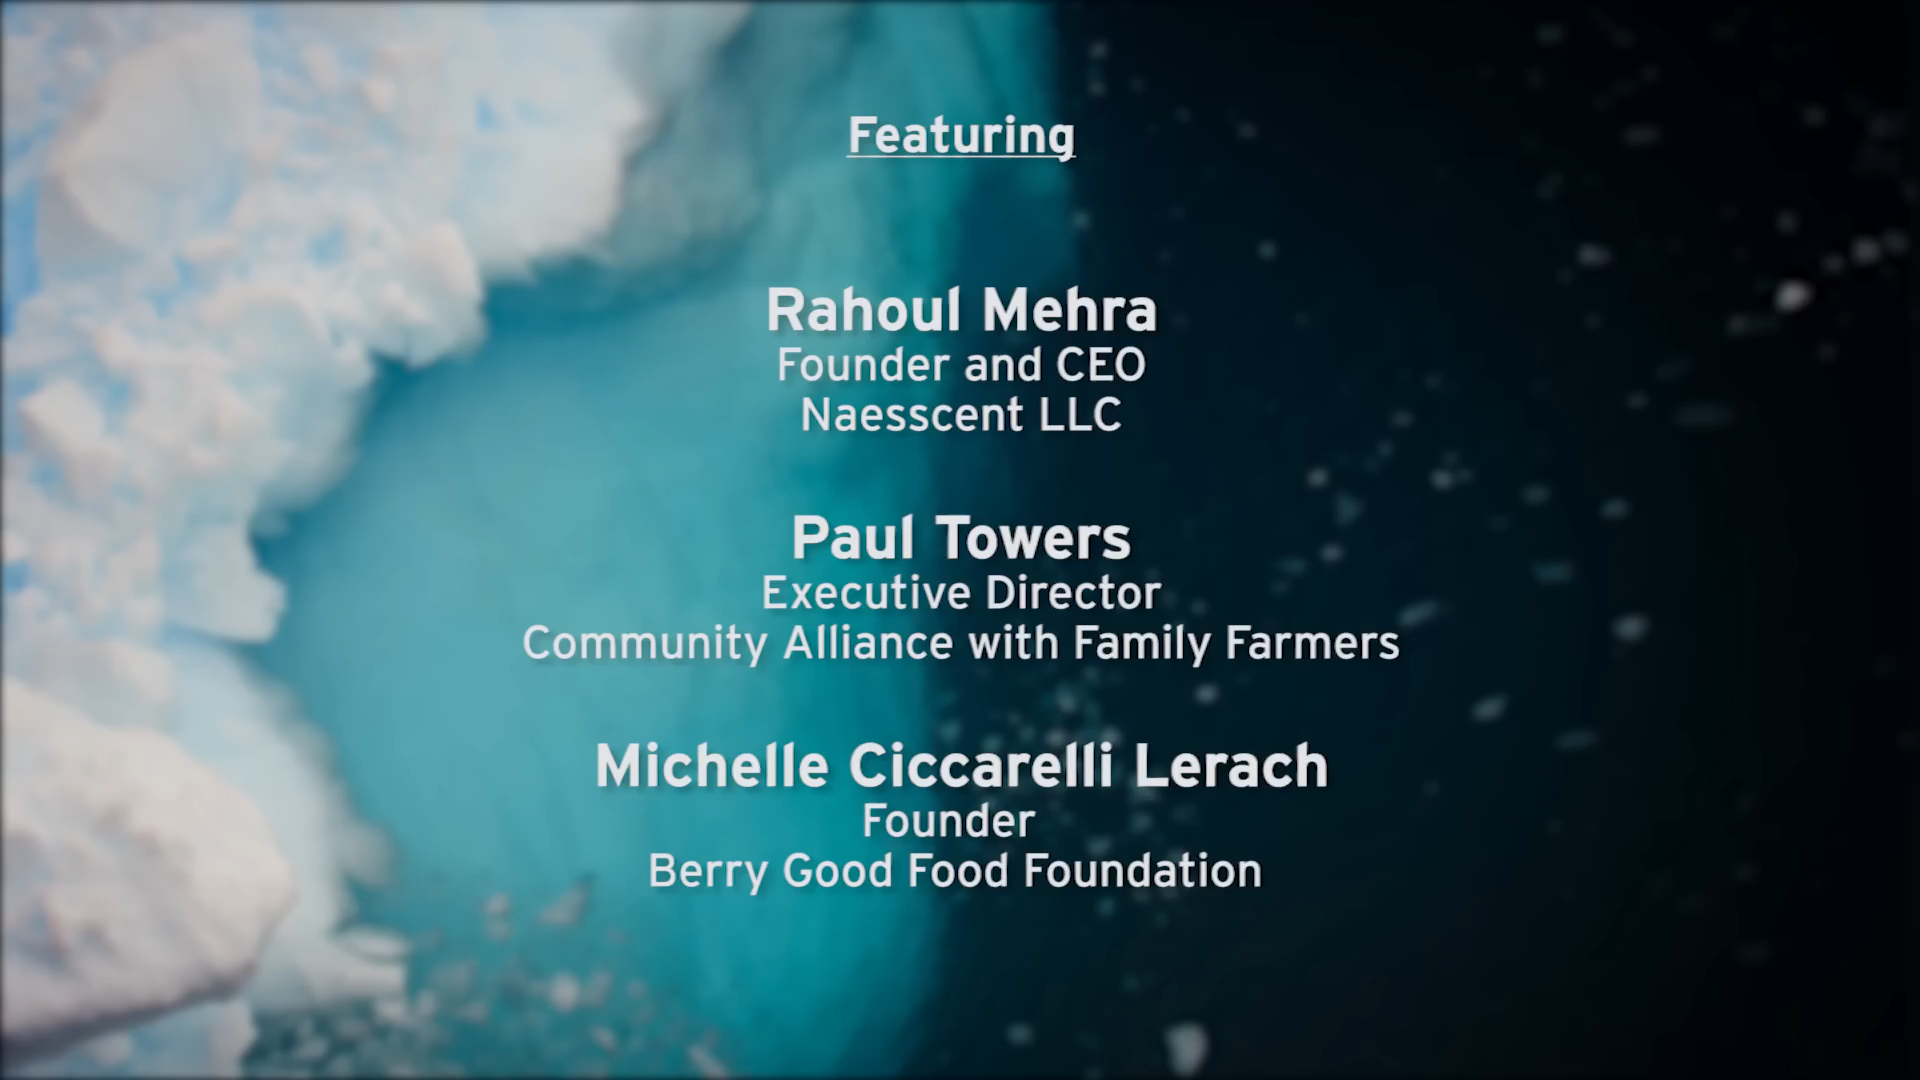 Featuring
Rahoul Mehra
Founder and CEO
Naesscent LLC
Paul Towers
Executive Director
Community Alliance with Family Farmers
Michelle Ciccarelli Lerach
Founder
Berry Good Food Foundation